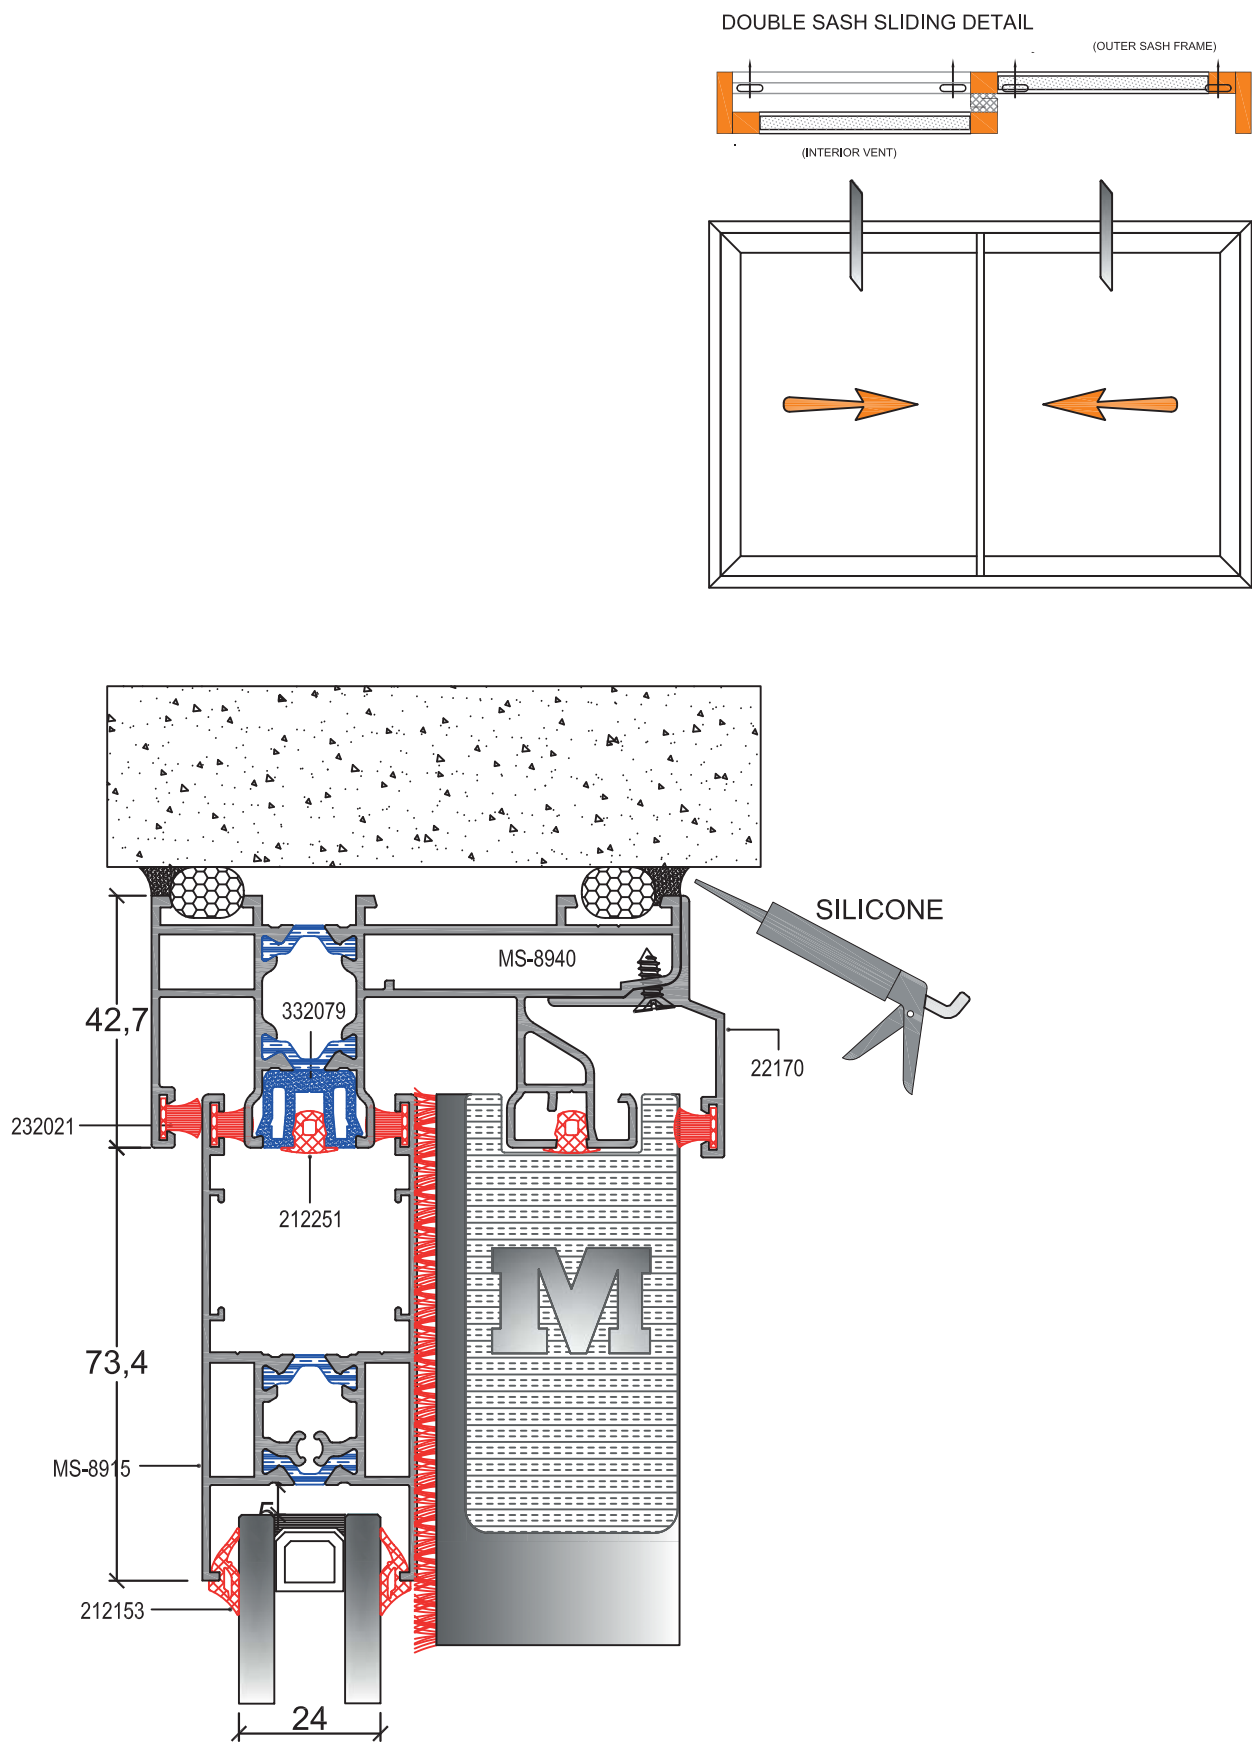 DOUBLE SASH SLIDING DETAIL
(OUTER SASH FRAME)
(INTERIOR VENT)
SILICONE
MS-8940
42,7
332079
22170
232021
212251
M
73,4
MS-8915
5
212153
24